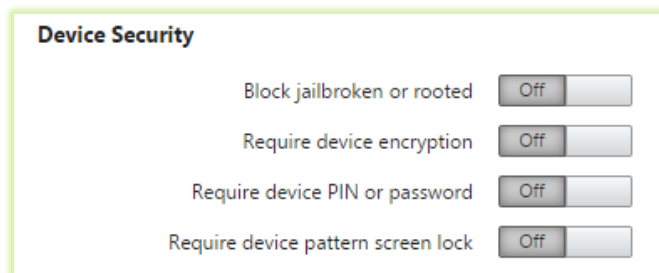 Device Security
Block jailbroken or rooted Off
Require device encryption Off
Require device PIN or password Off
Require device pattern screen lock Off